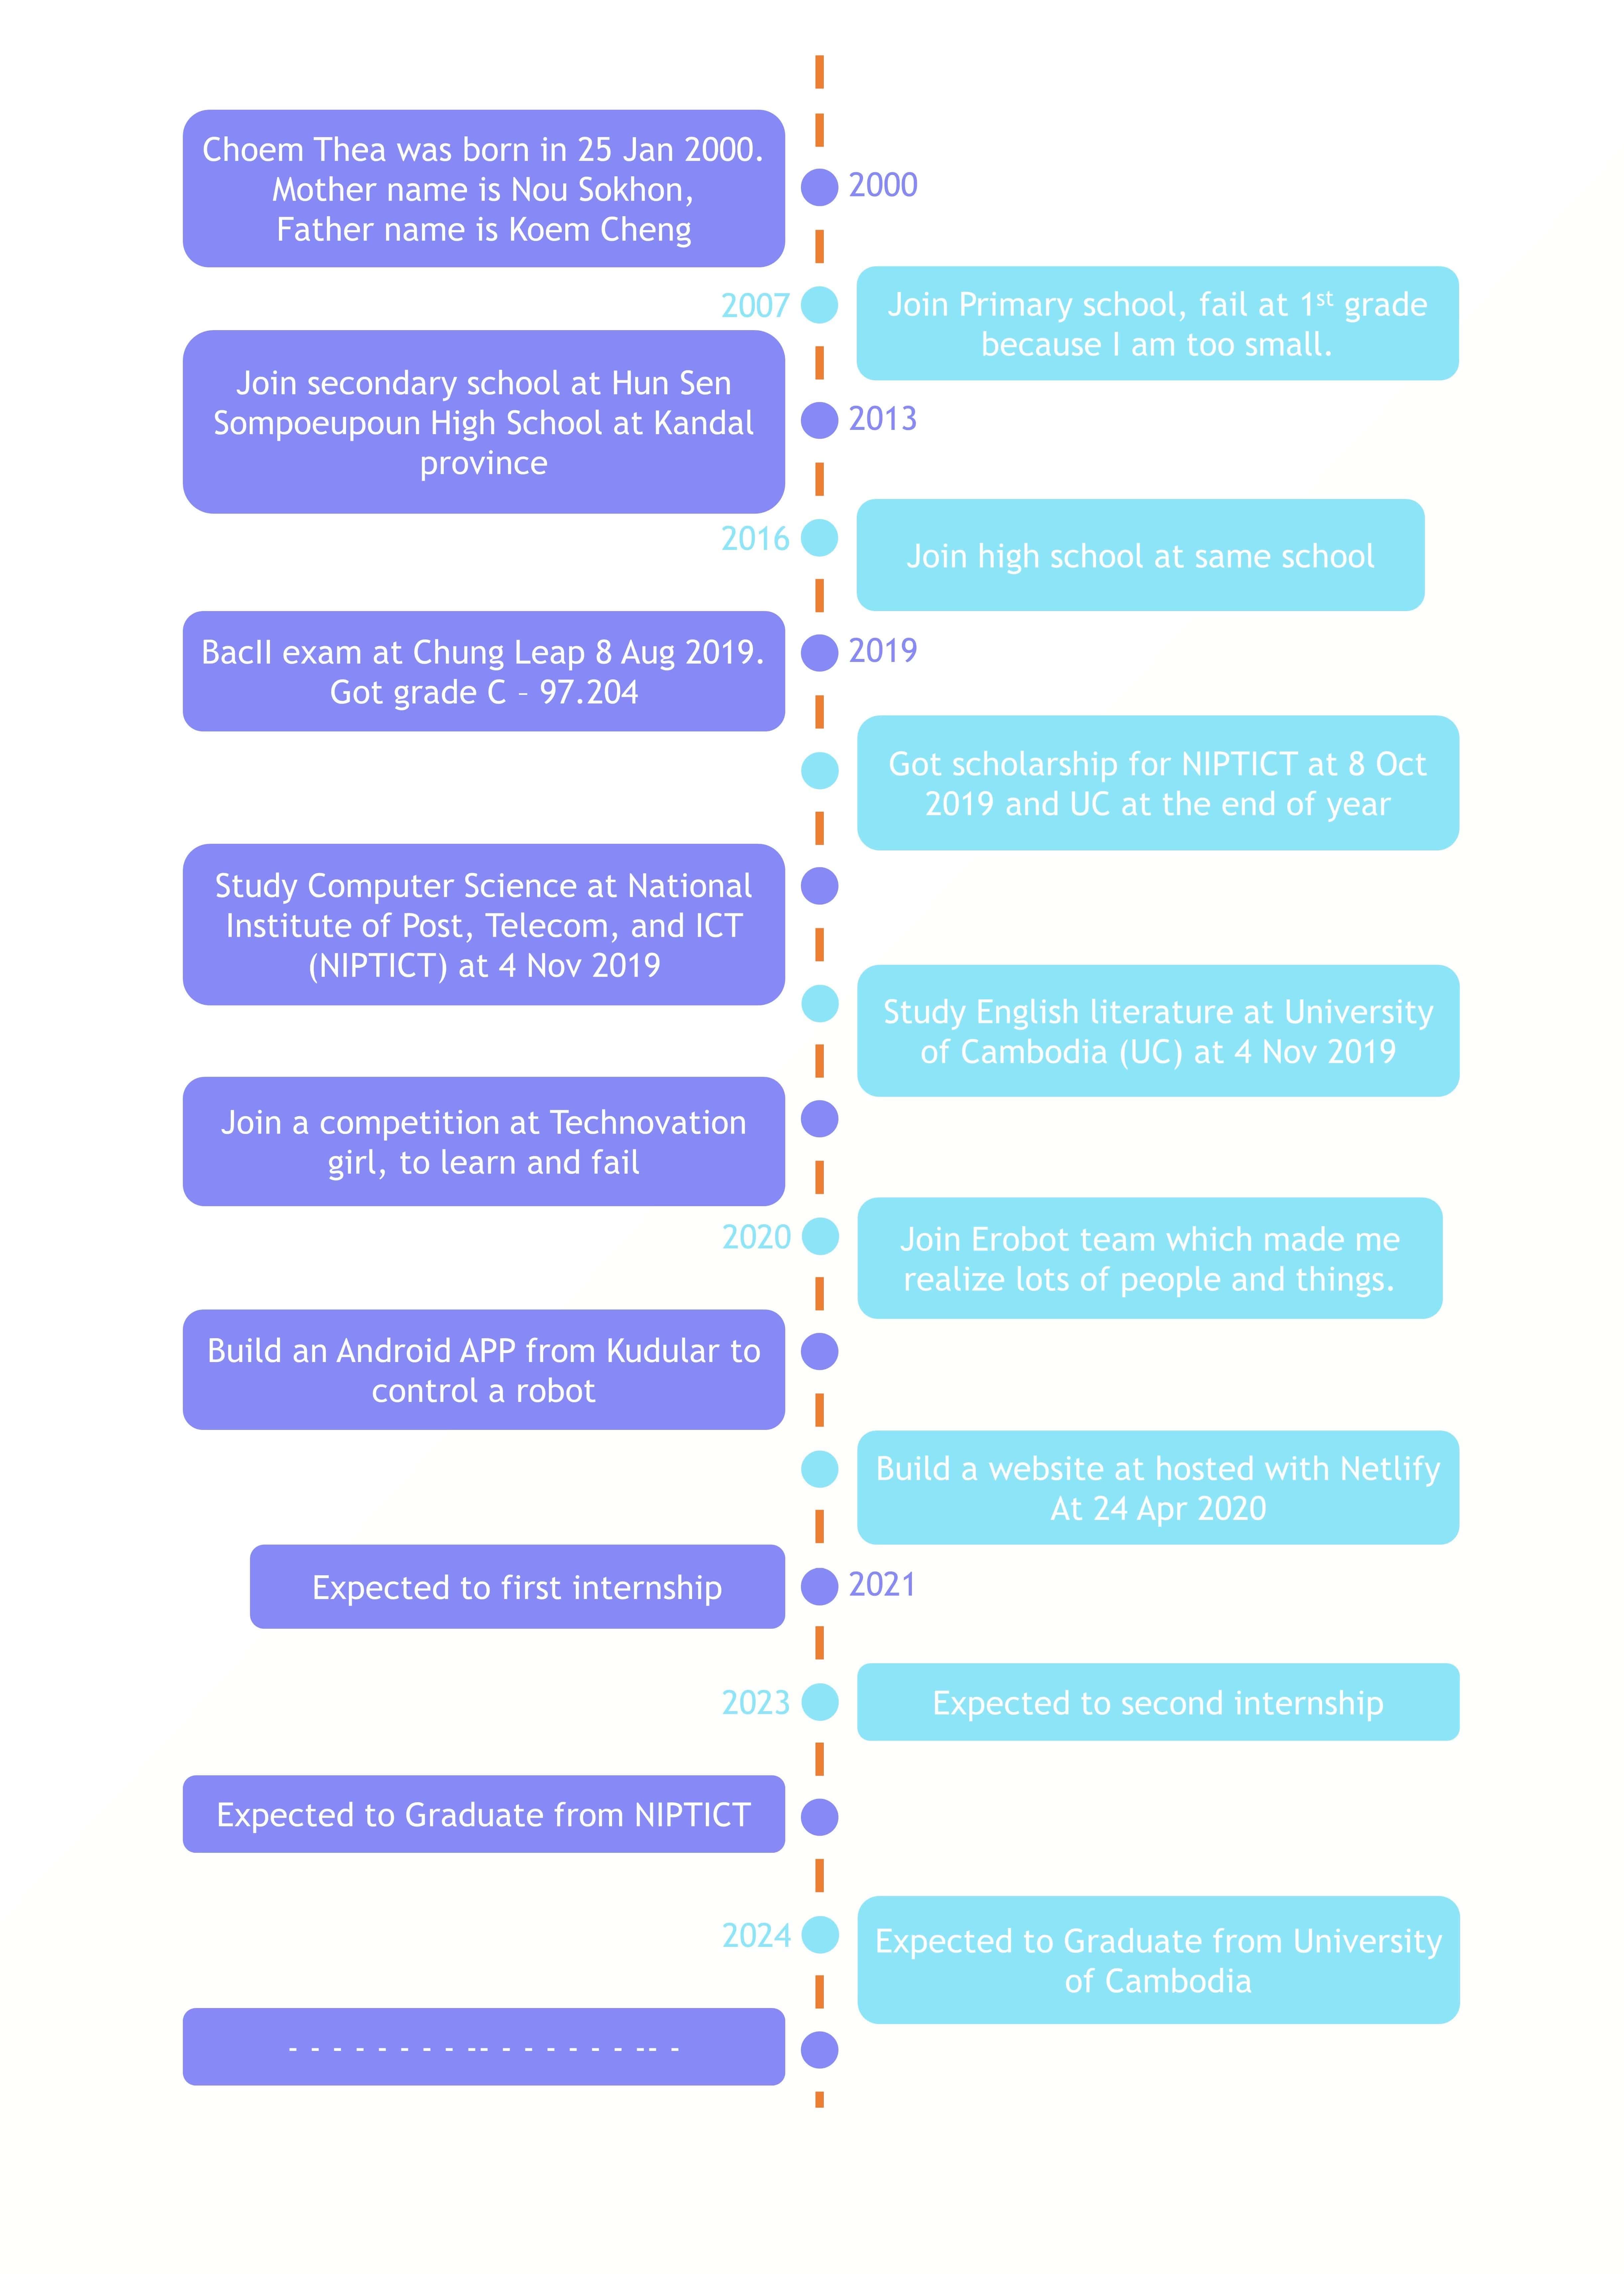 Choem Thea was born in 25 Jan 2000.
Mother name is Nou Sokhon,
Father name is Koem Cheng
2000
2007
Join Primary school, fail at 1st grade
because I am too small.
Join secondary school at Hun Sen
Sompoeupoun High School at Kandal
province
2013
2016
Join high school at same school
BacII exam at Chung Leap 8 Aug 2019.
Got grade C – 97.204
2019
Got scholarship for NIPTICT at 8 Oct
2019 and UC at the end of year
Study Computer Science at National
Institute of Post, Telecom, and ICT
(NIPTICT) at 4 Nov 2019
Study English literature at University
of Cambodia (UC) at 4 Nov 2019
Join a competition at Technovation
girl, to learn and fail
2020
Join Erobot team which made me
realize lots of people and things.
Build an Android APP from Kudular to
control a robot
Build a website at hosted with Netlify
At 24 Apr 2020
Expected to first internship
2021
2023
Expected to second internship
Expected to Graduate from NIPTICT
2024
Expected to Graduate from University
of Cambodia
- - - - - - - - -- - - - - - - -- -